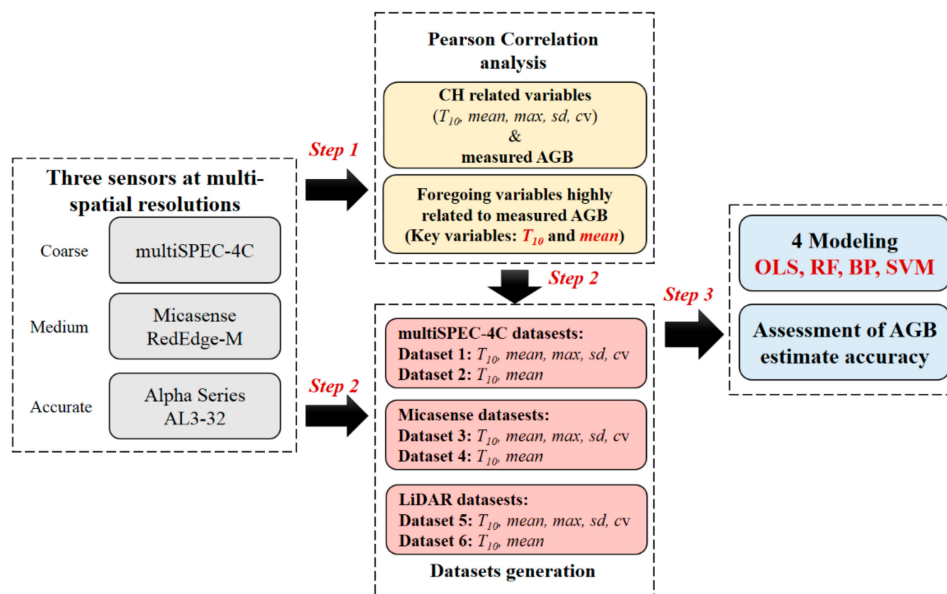 Three sensors at multi-
spatial resolutions
Coarse
multiSPEC-4C
Medium
Micasense
RedEdge-M
Accurate
Alpha Series
AL3-32
Step 1
Pearson Correlation
analysis
CH related variables
(T10, mean, max, sd, cv)
&
measured AGB
Foregoing variables highly
related to measured AGB
(Key variables: T10 and mean)
Step 2
Step 2
multiSPEC-4C datasets:
Dataset 1: T10, mean, max, sd, cv
Dataset 2: T10, mean
Micasense datasests:
Dataset 3: T10, mean, max, sd, cv
Dataset 4: T10, mean
LiDAR datasests:
Dataset 5: T10, mean, max, sd, cv
Dataset 6: T10, mean
Datasets generation
Step 3
4 Modeling
OLS, RF, BP, SVM
Assessment of AGB
estimate accuracy